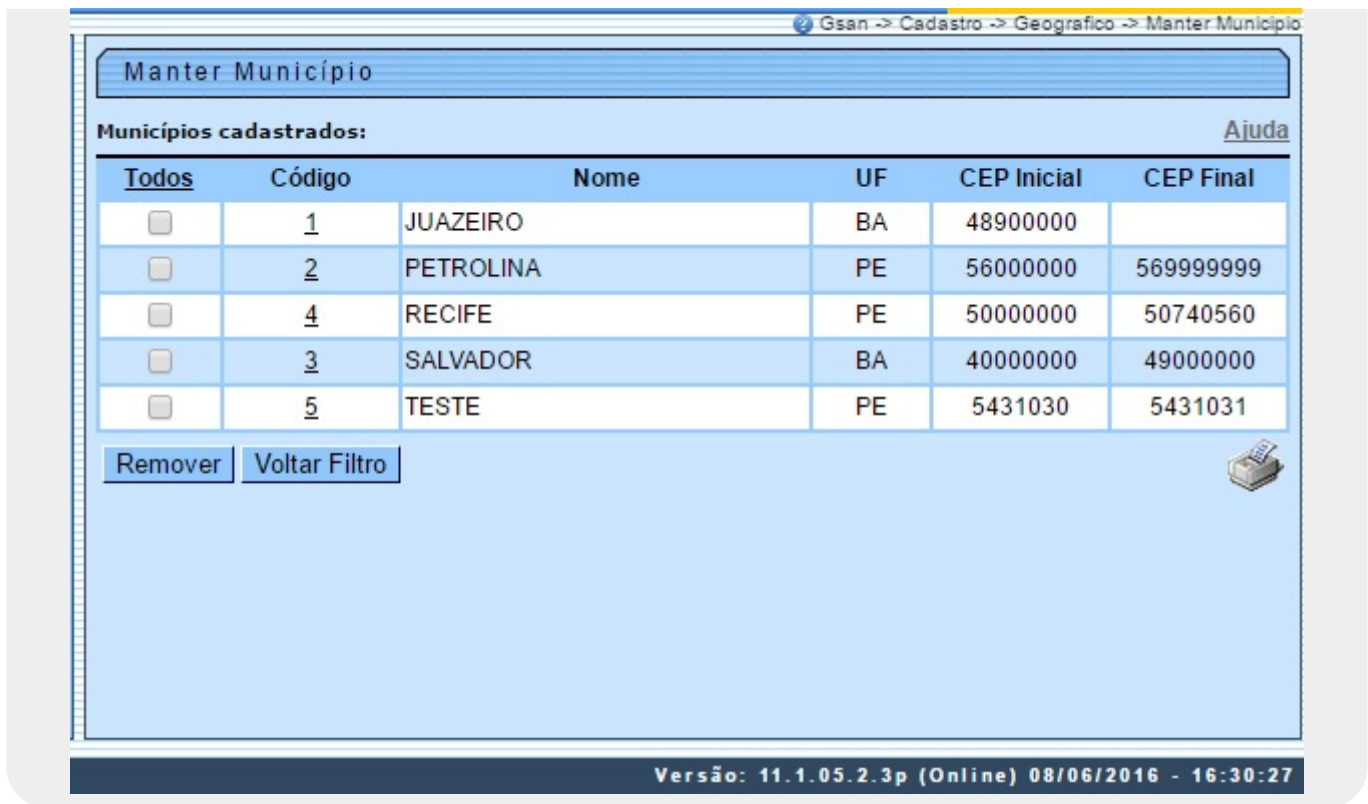 Gsan -> Cadastro -> Geografico -> Manter Municipio
Manter Município
Municípios cadastrados: Ajuda
Todos Código Nome UF CEP Inicial CEP Final
1 JUAZEIRO BA 48900000
2 PETROLINA PE 56000000 569999999
4 RECIFE PE 50000000 50740560
3 SALVADOR BA 40000000 49000000
5 TESTE PE 5431030 5431031
Remover Voltar Filtro
Versão: 11.1.05.2.3p (Online) 08/06/2016 - 16:30:27